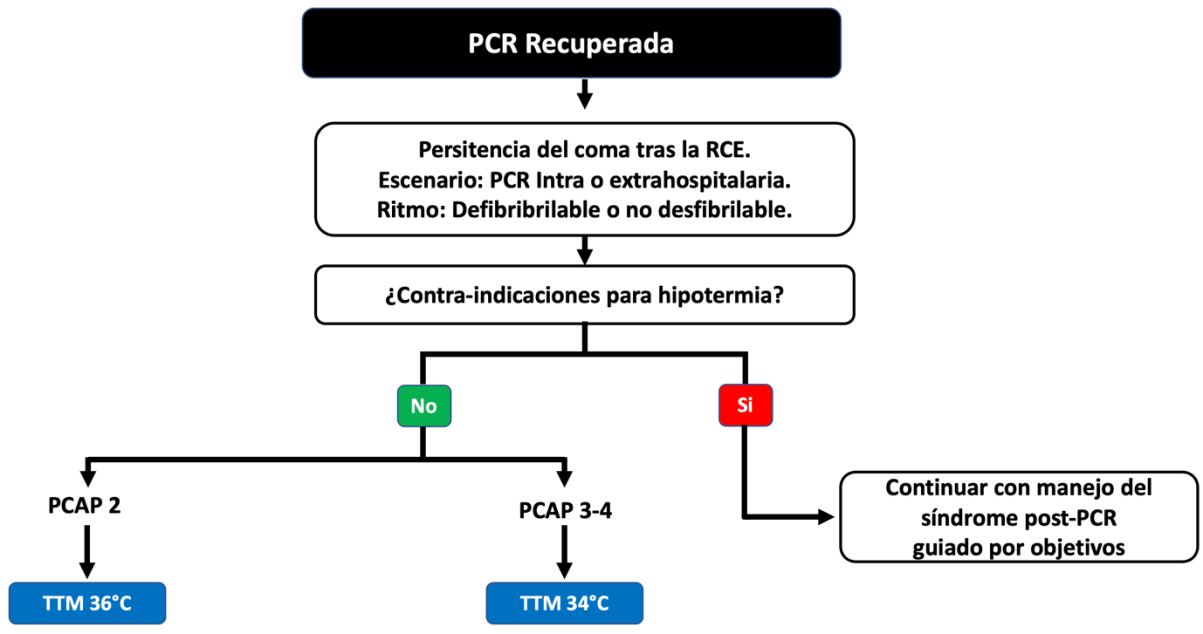 PCR Recuperada
Persitencia del coma tras la RCE.
Escenario: PCR Intra o extrahospitalaria.
Ritmo: Defibribrilable o no desfibrilable.
¿Contra-indicaciones para hipotermia?
No
Si
PCAP 2
PCAP 3-4
Continuar con manejo del
síndrome post-PCR
guiado por objetivos
TTM 36°C
TTM 34°C